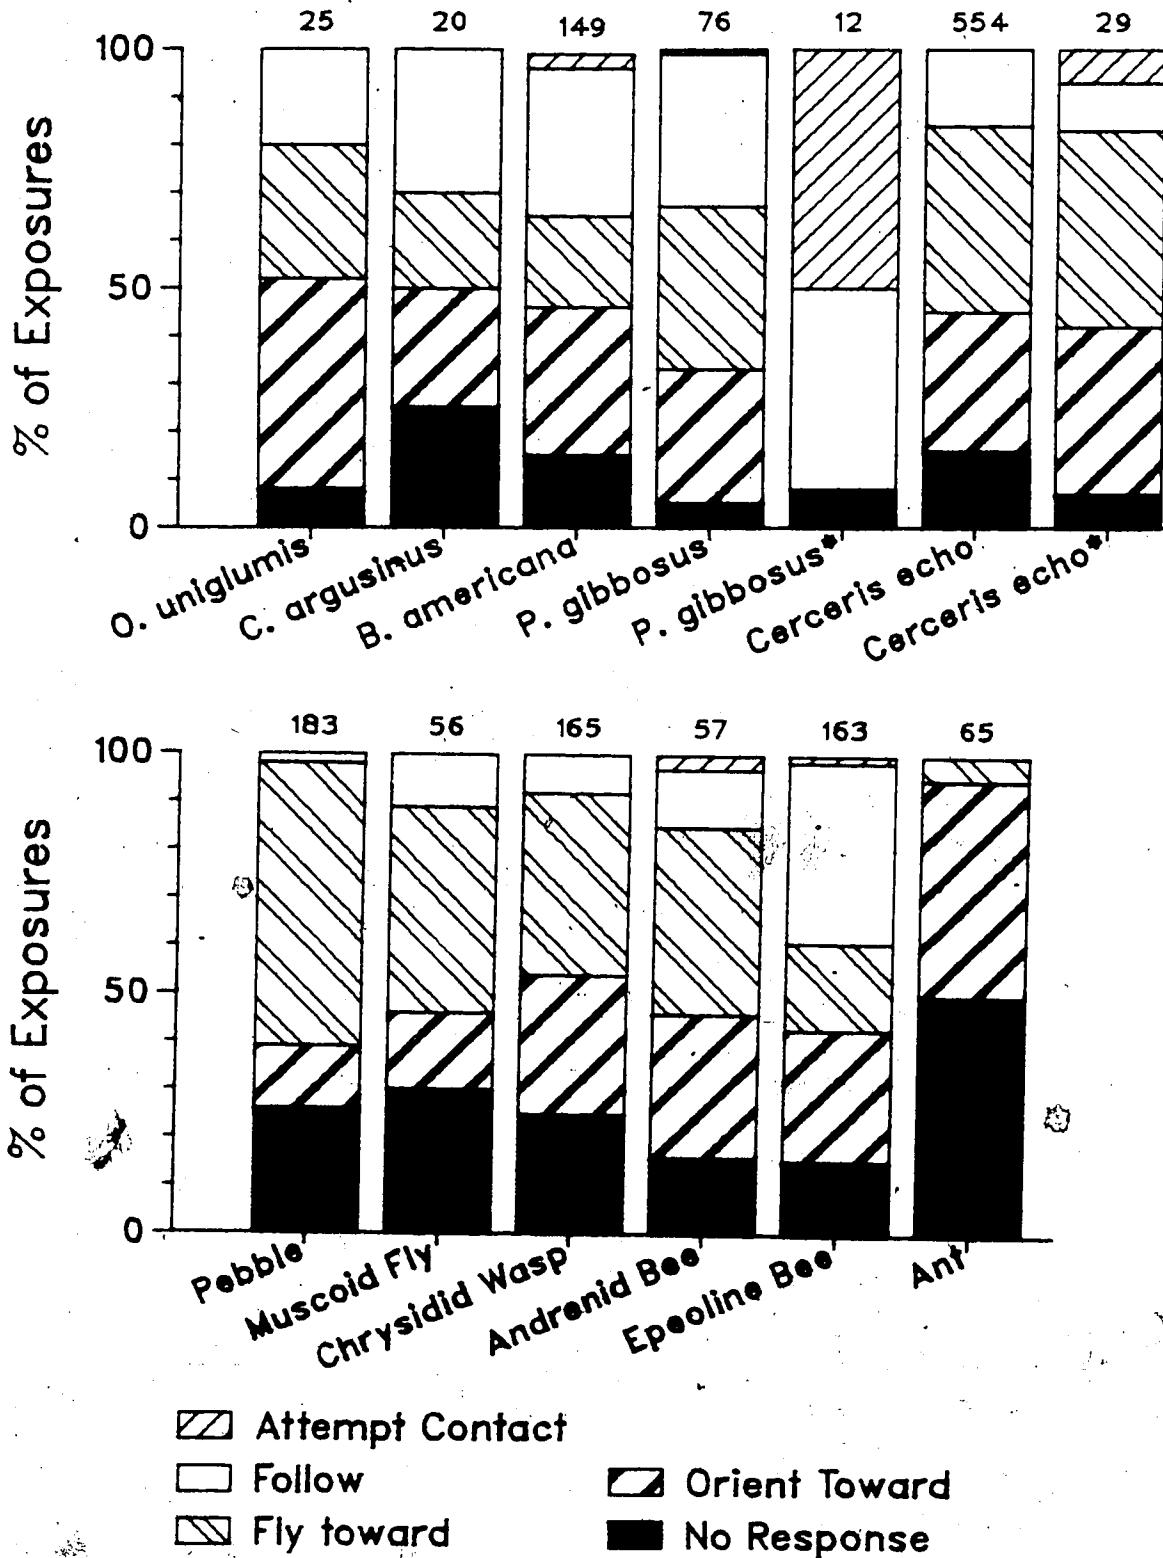 25 20 149 76 12 554 29
100
50
0
% of Exposures
O. uniglumis
C. argusinus
B. americana
P. gibbosus
P. gibbosus*
Cerceris echo
Cerceris echo*
183 56 165 57 163 65
100
50
0
% of Exposures
Pebble
Muscoid Fly
Chrysidid Wasp
Andrenid Bee
Epeoline Bee
Ant
Attempt Contact
Follow
Fly toward
Orient Toward
No Response